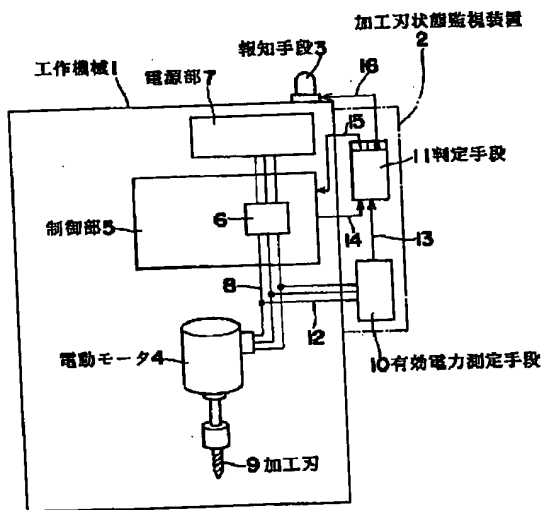 加工刃状態監視装置
2
報知手段3
工作機械1
電源部7
16
15
11判定手段
6
制御部5
14
13
8
12
電動モータ4
10有効電力測定手段
9加工刃